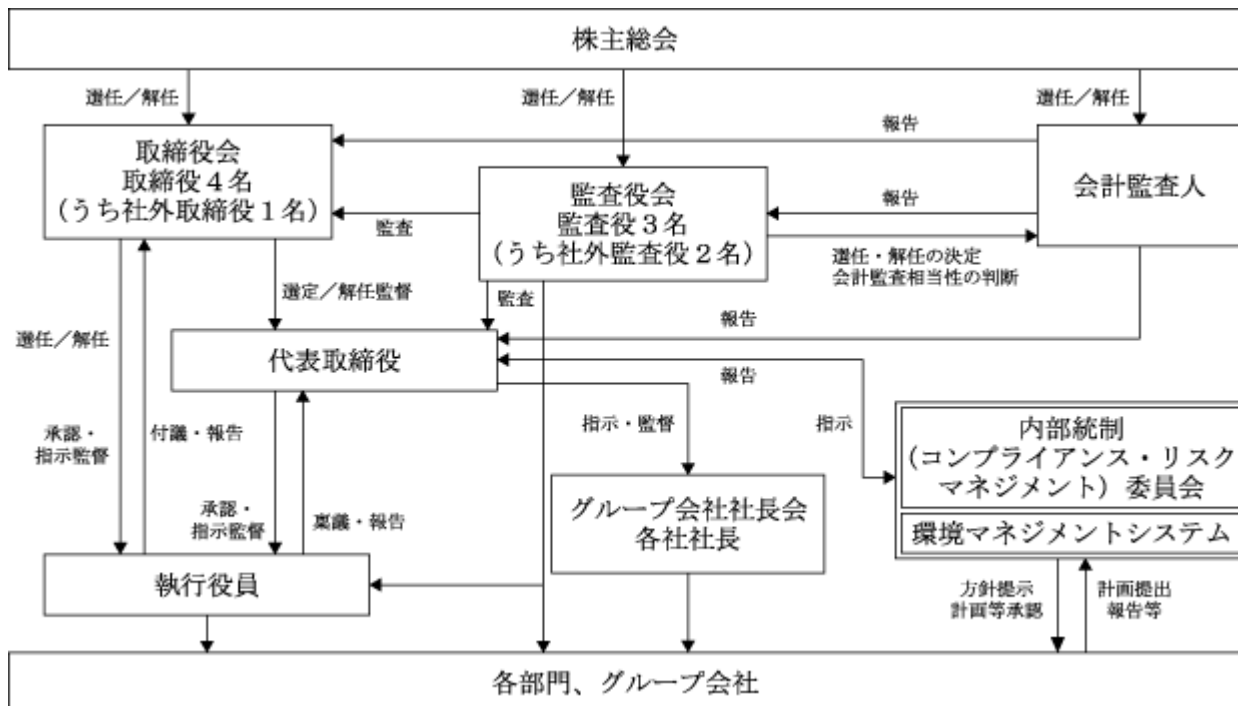 株主総会
選任／解任
選任／解任
選任／解任
報告
取締役会
取締役４名
（うち社外取締役１名）
監査役会
監査役３名
（うち社外監査役２名）
会計監査人
監査
報告
選任・解任の決定
会計監査相当性の判断
選定／解任監督
監査
報告
選任／解任
代表取締役
報告
指示・監督
指示
承認・
指示監督
付議・報告
内部統制
（コンプライアンス・リスク
マネジメント）委員会
環境マネジメントシステム
承認・
指示監督
稟議・報告
グループ会社社長会
各社社長
執行役員
方針提示
計画等承認
計画提出
報告等
各部門、グループ会社